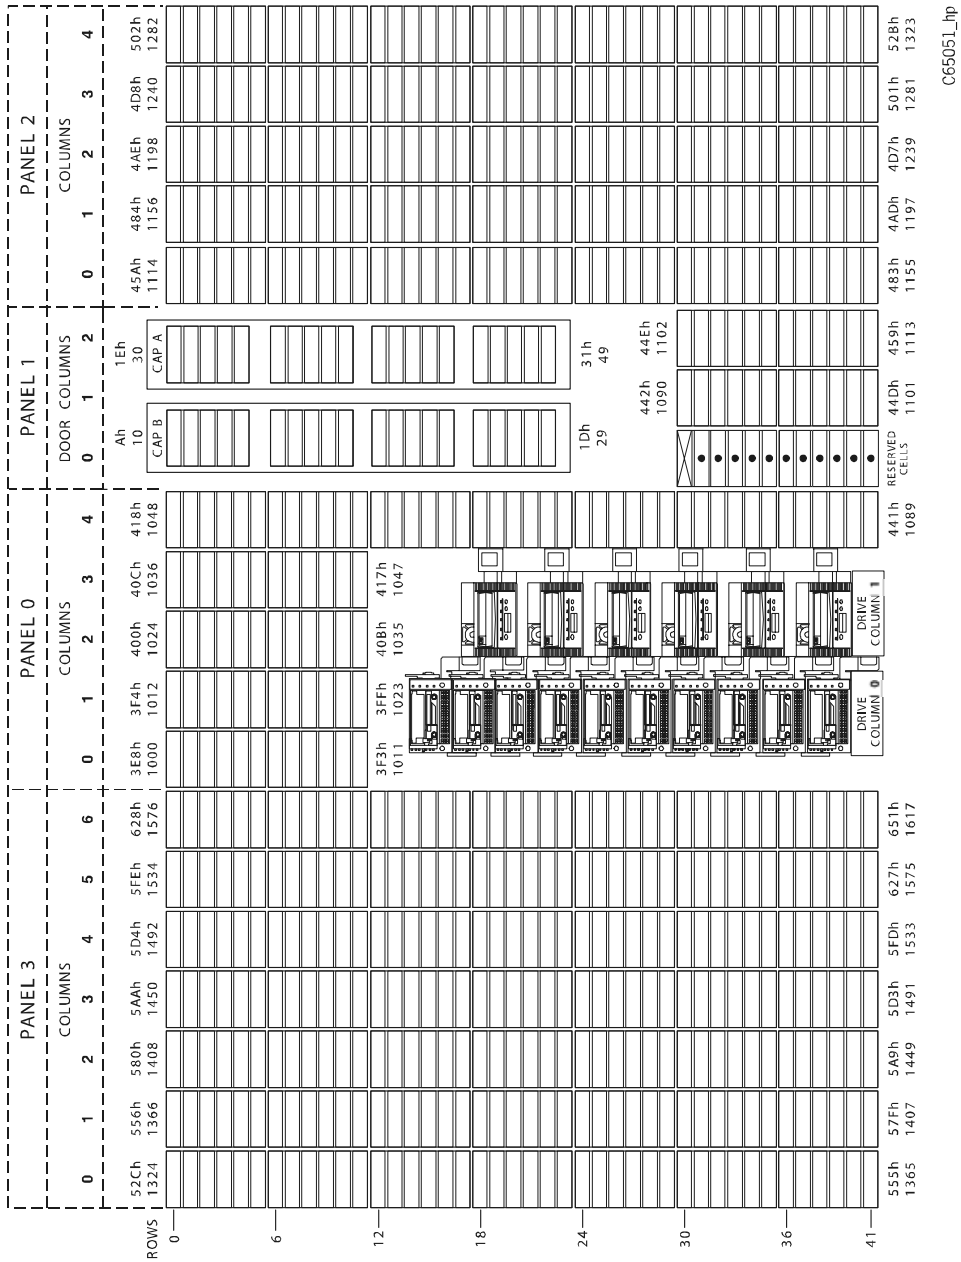 PANEL 3 PANEL 0 PANEL 1 PANEL 2
COLUMNS COLUMNS DOOR COLUMNS COLUMNS
0 1 2 3 4 5 6 0 1 2 3 4 0 1 2 0 1 2 3 4
Ah 1Eh
10 30
52Ch 556h 580h 5AAh 5D4h 5FEh 628h 3E8h 3F4h 400h 40Ch 418h 45Ah 484h 4AEh 4D8h 502h
ROWS 1324 1366 1408 1450 1492 1534 1576 1000 1012 1024 1036 1048 CAP B CAP A 1114 1156 1198 1240 1282
0
6
12
3F3h 3FFh 40Bh 417h
1011 1023 1035 1047
18
24
1Dh 31h
29 49
30
442h 44Eh
1090 1102
36
41
DRIVE DRIVE
COLUMN 0 COLUMN 1
555h 57Fh 5A9h 5D3h 5FDh 627h 651h 441h RESERVED 44Dh 459h 483h 4ADh 4D7h 501h 52Bh
1365 1407 1449 1491 1533 1575 1617 1089 CELLS 1101 1113 1155 1197 1239 1281 1323
C65051_hp